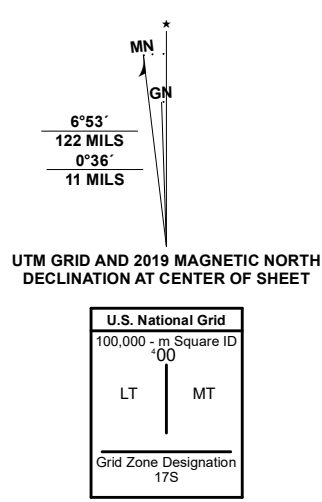 MN
GN
6°53´
122 MILS
0°36´
11 MILS
UTM GRID AND 2019 MAGNETIC NORTH
DECLINATION AT CENTER OF SHEET
U.S. National Grid
100,000 - m Square ID
⁴00
LT MT
Grid Zone Designation
17S